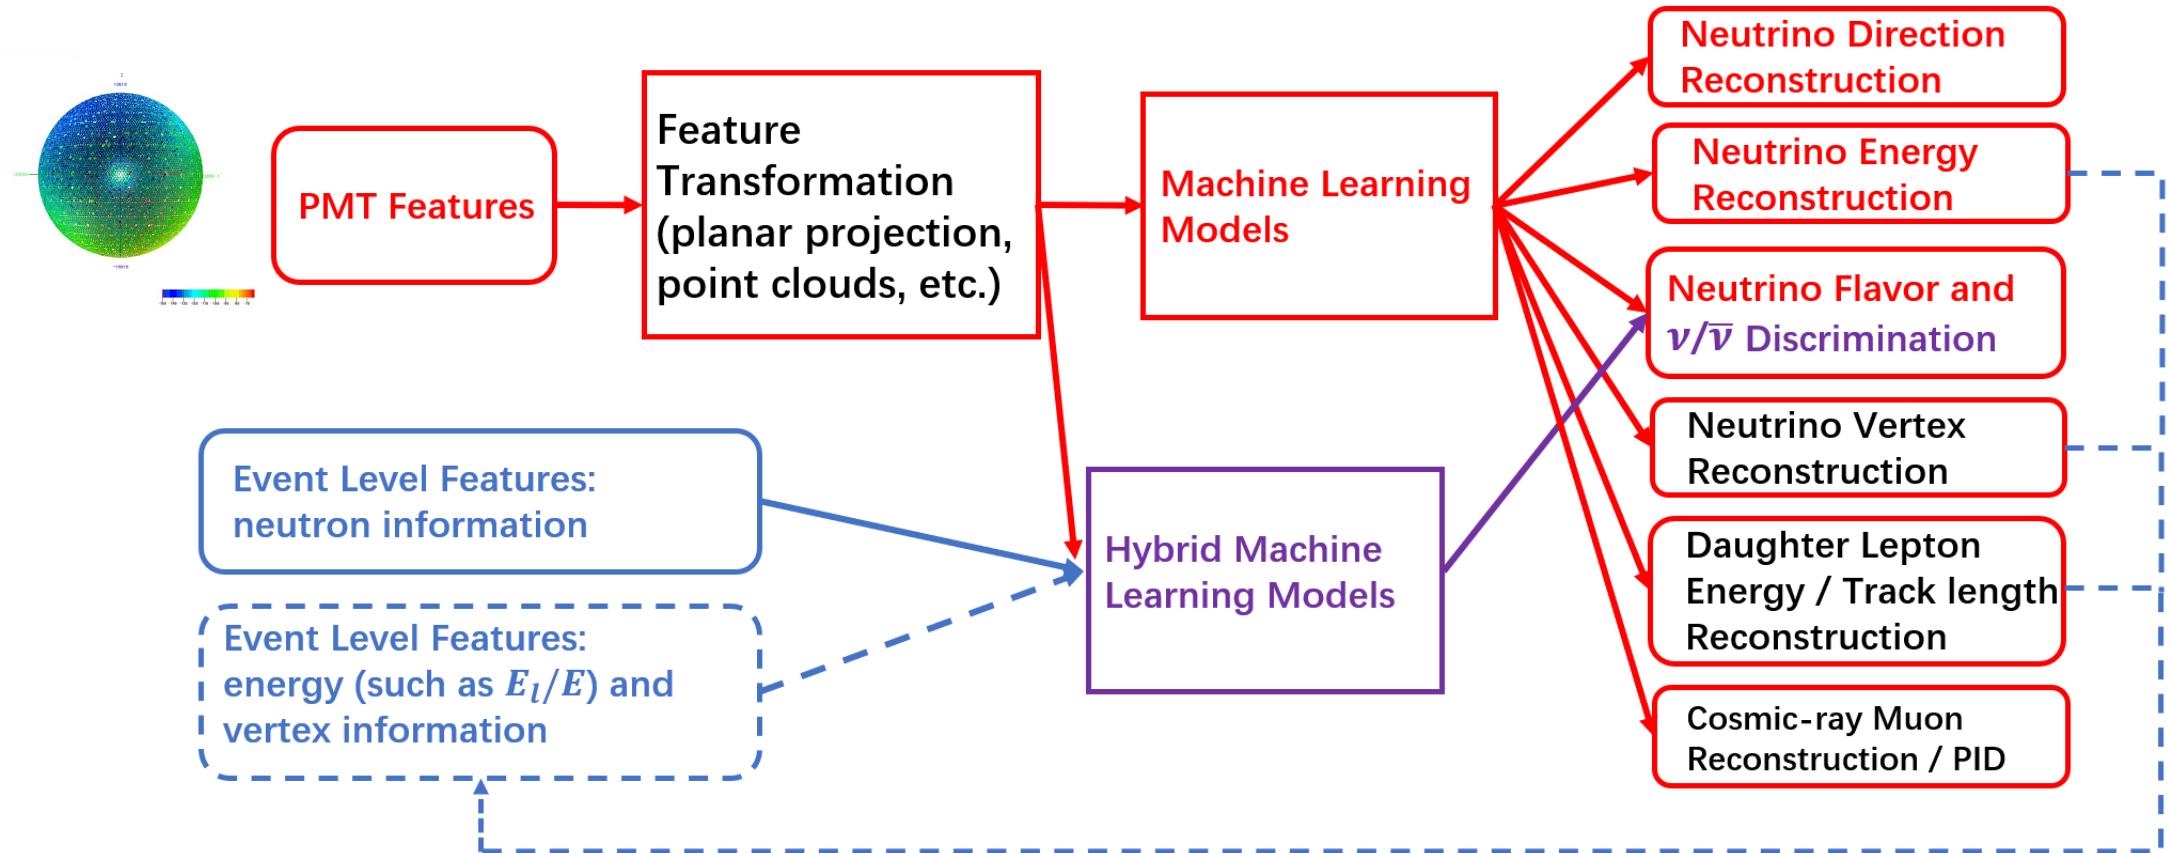 PMT Features
Feature
Transformation
(planar projection,
point clouds, etc.)
Machine Learning
Models
Neutrino Direction
Reconstruction
Neutrino Energy
Reconstruction
Neutrino Flavor and
ν/ν̅ Discrimination
Neutrino Vertex
Reconstruction
Daughter Lepton
Energy / Track length
Reconstruction
Cosmic-ray Muon
Reconstruction / PID
Event Level Features:
neutron information
Hybrid Machine
Learning Models
Event Level Features:
energy (such as E_l/E) and
vertex information